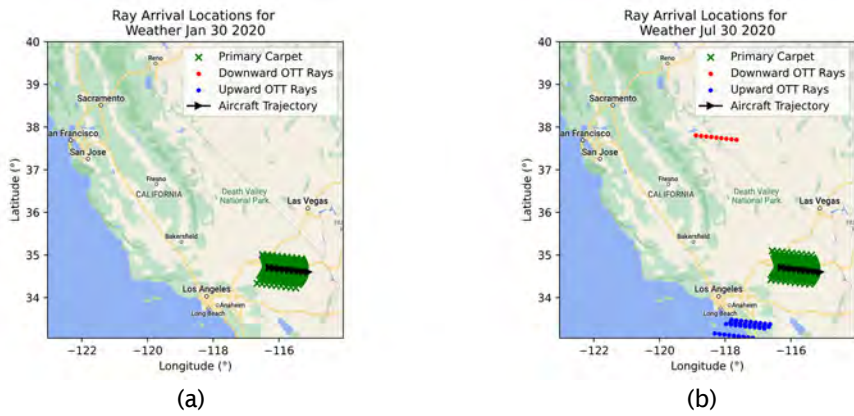 Ray Arrival Locations for
Weather Jan 30 2020
40
39
38
37
36
35
34
Latitude (°)
Primary Carpet
Downward OTT Rays
Upward OTT Rays
Aircraft Trajectory
Reno
Sacramento
an Francisco
San Jose
Fresno
CALIFORNIA
Death Valley
National Park
Las Vegas
Bakersfield
Los Angeles
Anaheim
Long Beach
−122
−120
−118
−116
Longitude (°)
(a)
Ray Arrival Locations for
Weather Jul 30 2020
40
39
38
37
36
35
34
Latitude (°)
Primary Carpet
Downward OTT Rays
Upward OTT Rays
Aircraft Trajectory
Reno
Sacramento
an Francisco
San Jose
Fresno
CALIFORNIA
Death Valley
National Park
Las Vegas
Bakersfield
Los Angeles
Anaheim
Long Beach
−122
−120
−118
−116
Longitude (°)
(b)